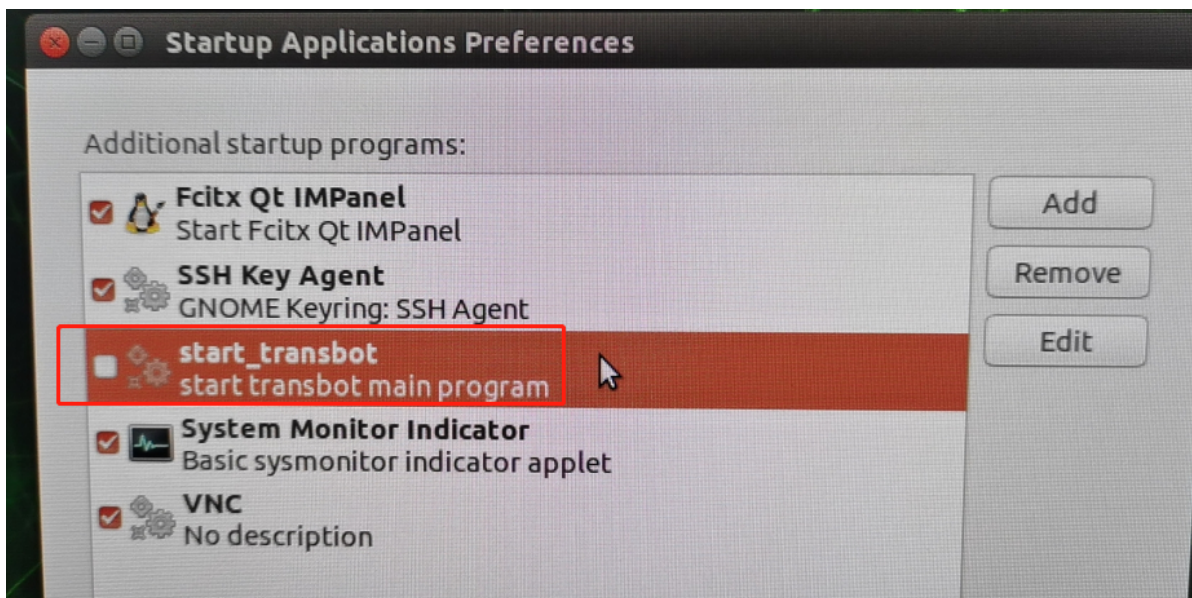 Startup Applications Preferences
Additional startup programs:
Fcitx Qt IMPanel
Start Fcitx Qt IMPanel
SSH Key Agent
GNOME Keyring: SSH Agent
start_transbot
start transbot main program
System Monitor Indicator
Basic sysmonitor indicator applet
VNC
No description
Add
Remove
Edit